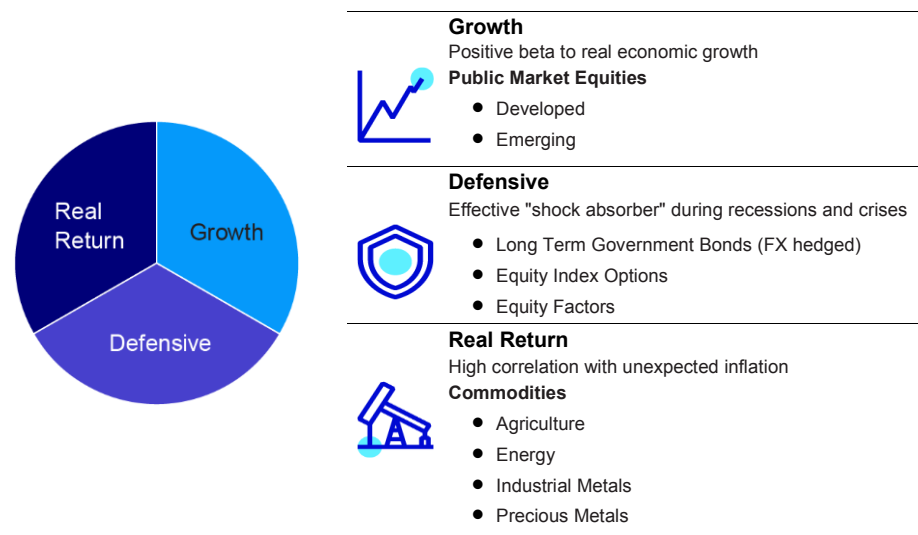 Real
Return
Growth
Defensive
Growth
Positive beta to real economic growth
Public Market Equities
● Developed
● Emerging
Defensive
Effective "shock absorber" during recessions and crises
● Long Term Government Bonds (FX hedged)
● Equity Index Options
● Equity Factors
Real Return
High correlation with unexpected inflation
Commodities
● Agriculture
● Energy
● Industrial Metals
● Precious Metals